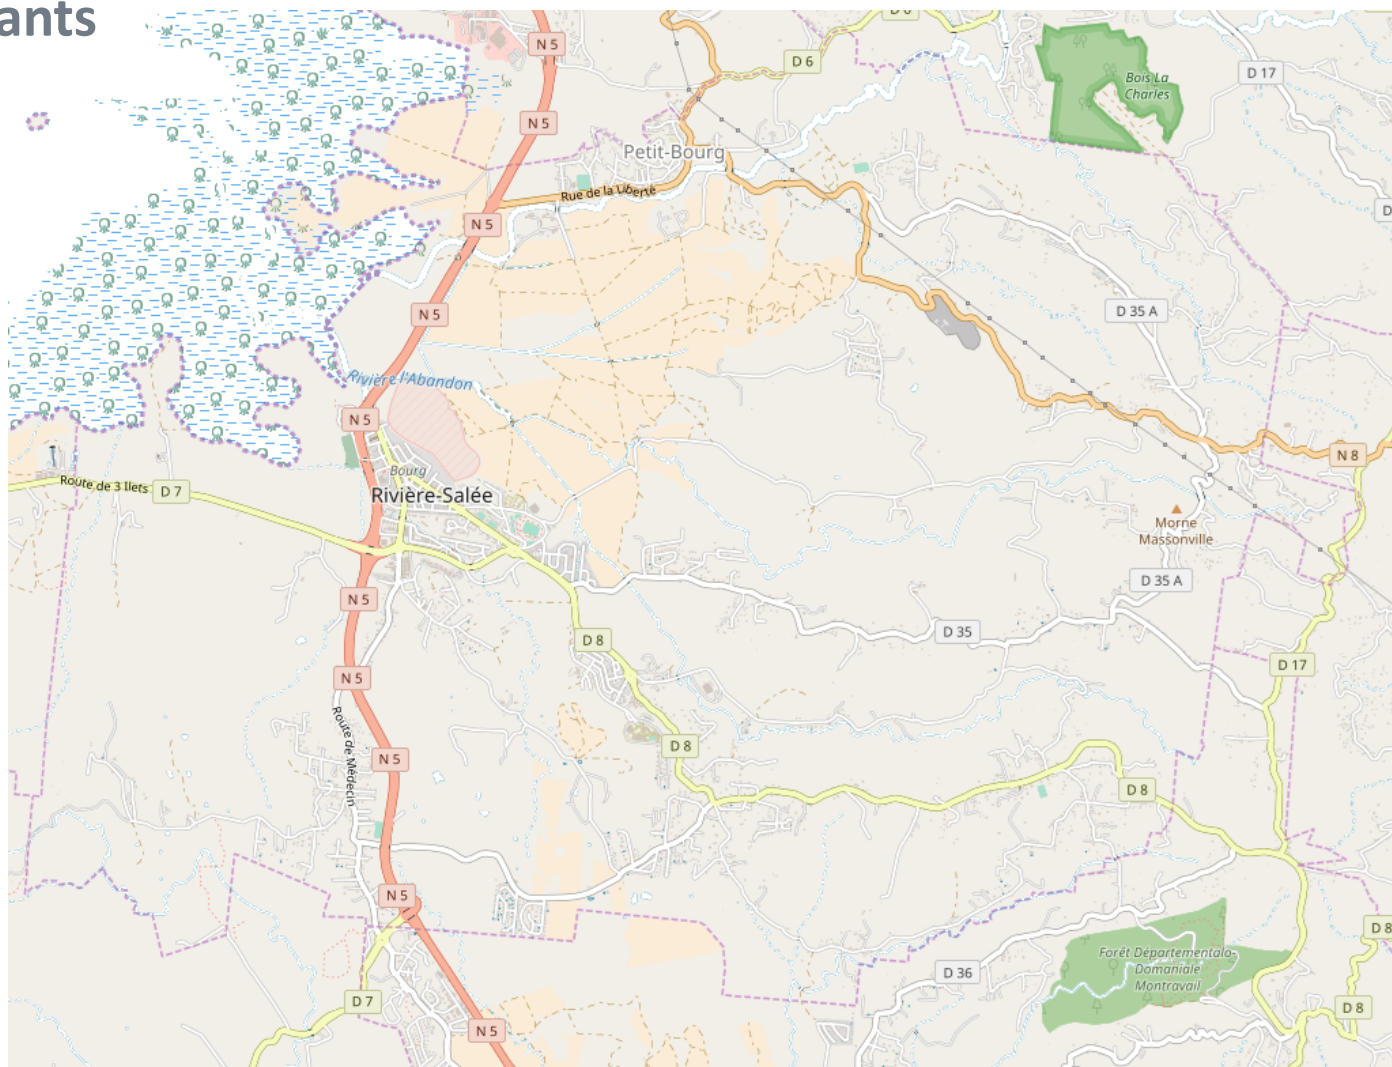 ants
D 6
N 5
D 6
D 17
Bois La
Charles
N 5
Petit-Bourg
Rue de la Liberté
D
N 5
N 5
D 35 A
Rivière l'Abandon
N 5
N 8
Bourg
Route de 3 Ilets
D 7
Rivière-Salée
Morne
Massonville
D 35 A
N 5
D 8
D 35
D 17
N 5
Route de Médecin
D 8
N 5
D 8
N 5
D 8
Forêt Départementalo-
Domaniale
Montravail
D 36
D 7
D 8
N 5